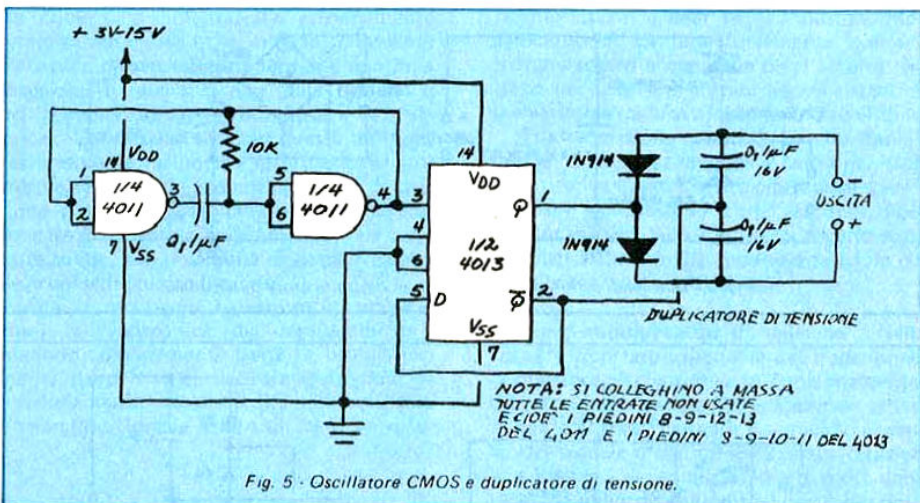 + 3V-15V
14 VDD
1
2
1/4
4011
3
7 VSS
0,1µF
10K
5
6
1/4
4011
4
14
VDD
3
4
6
5 D
1/2
4013
VSS
7
Q 1
Q̅ 2
1N914
1N914
0,1µF
16V
0,1µF
16V
-
USCITA
+
DUPLICATORE DI TENSIONE
NOTA: SI COLLEGHINO A MASSA
TUTTE LE ENTRATE NON USATE
E CIOE' I PIEDINI 8-9-12-13
DEL 4011 E I PIEDINI 8-9-10-11 DEL 4013
Fig. 5 - Oscillatore CMOS e duplicatore di tensione.